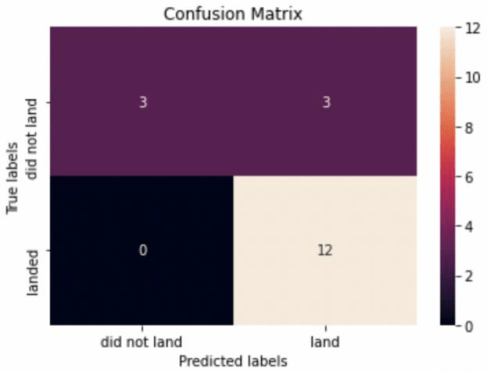 Confusion Matrix
True labels
did not land
landed
3
3
0
12
did not land
land
Predicted labels
12
10
8
6
4
2
0